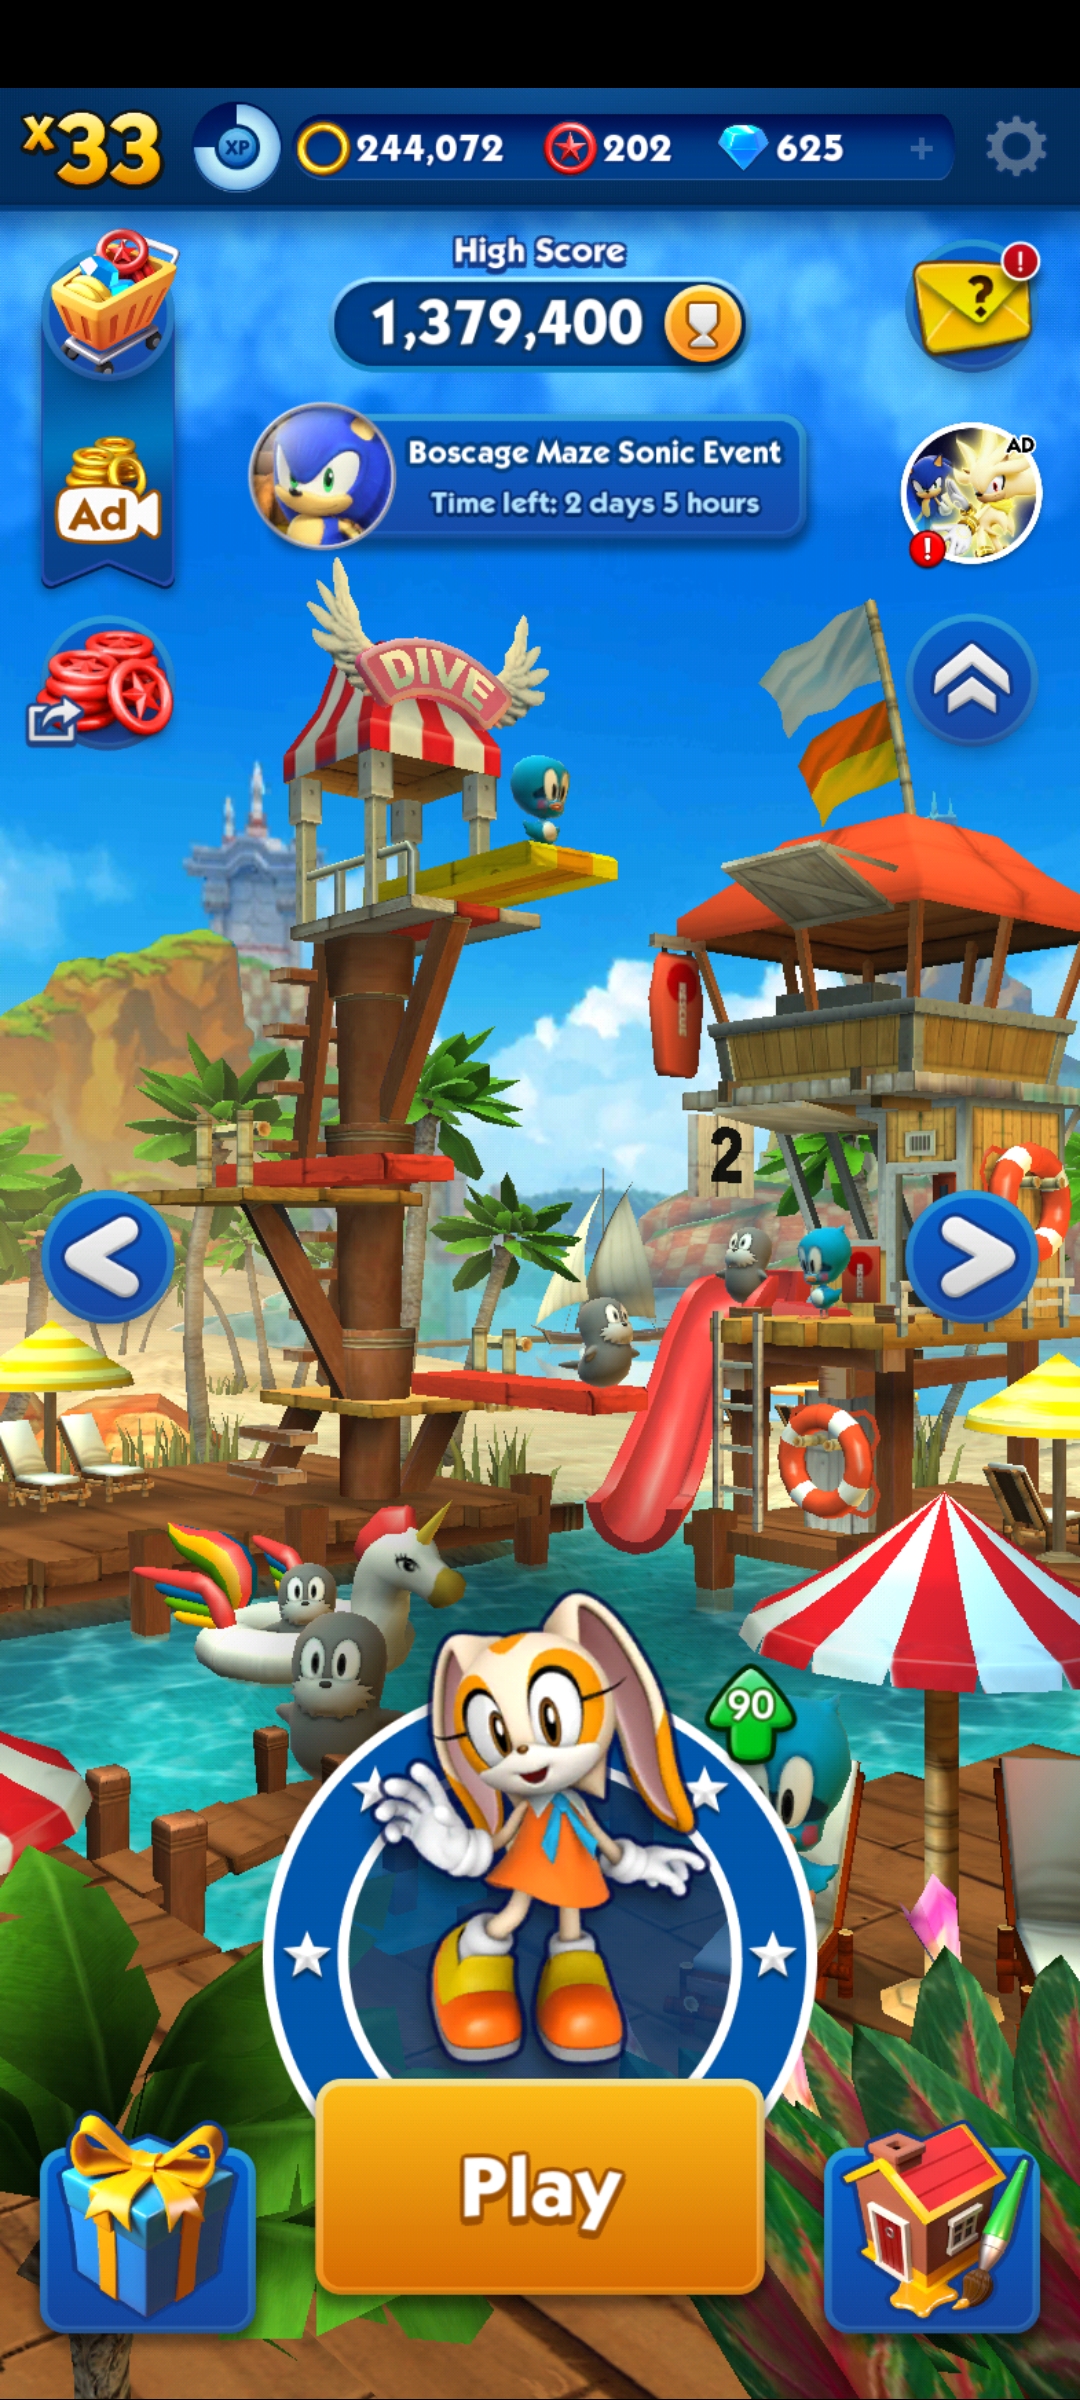 x33
XP
244,072
202
625
+
High Score
1,379,400
?
!
Boscage Maze Sonic Event
Time left: 2 days 5 hours
AD
!
Ad
DIVE
RESCUE
2
90
Play